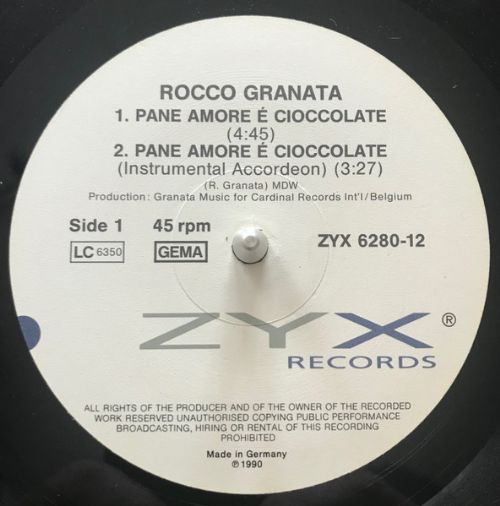 ROCCO GRANATA
1. PANE AMORE É CIOCCOLATE
(4:45)
2. PANE AMORE É CIOCCOLATE
(Instrumental Accordeon) (3:27)
(R. Granata) MDW
Production: Granata Music for Cardinal Records Int'l/Belgium
Side 1 45 rpm
ZYX 6280-12
LC 6350 GEMA
ZYX ®
RECORDS
ALL RIGHTS OF THE PRODUCER AND OF THE OWNER OF THE RECORDED
WORK RESERVED UNAUTHORISED COPYING PUBLIC PERFORMANCE
BROADCASTING, HIRING OR RENTAL OF THIS RECORDING
PROHIBITED
Made in Germany
℗ 1990